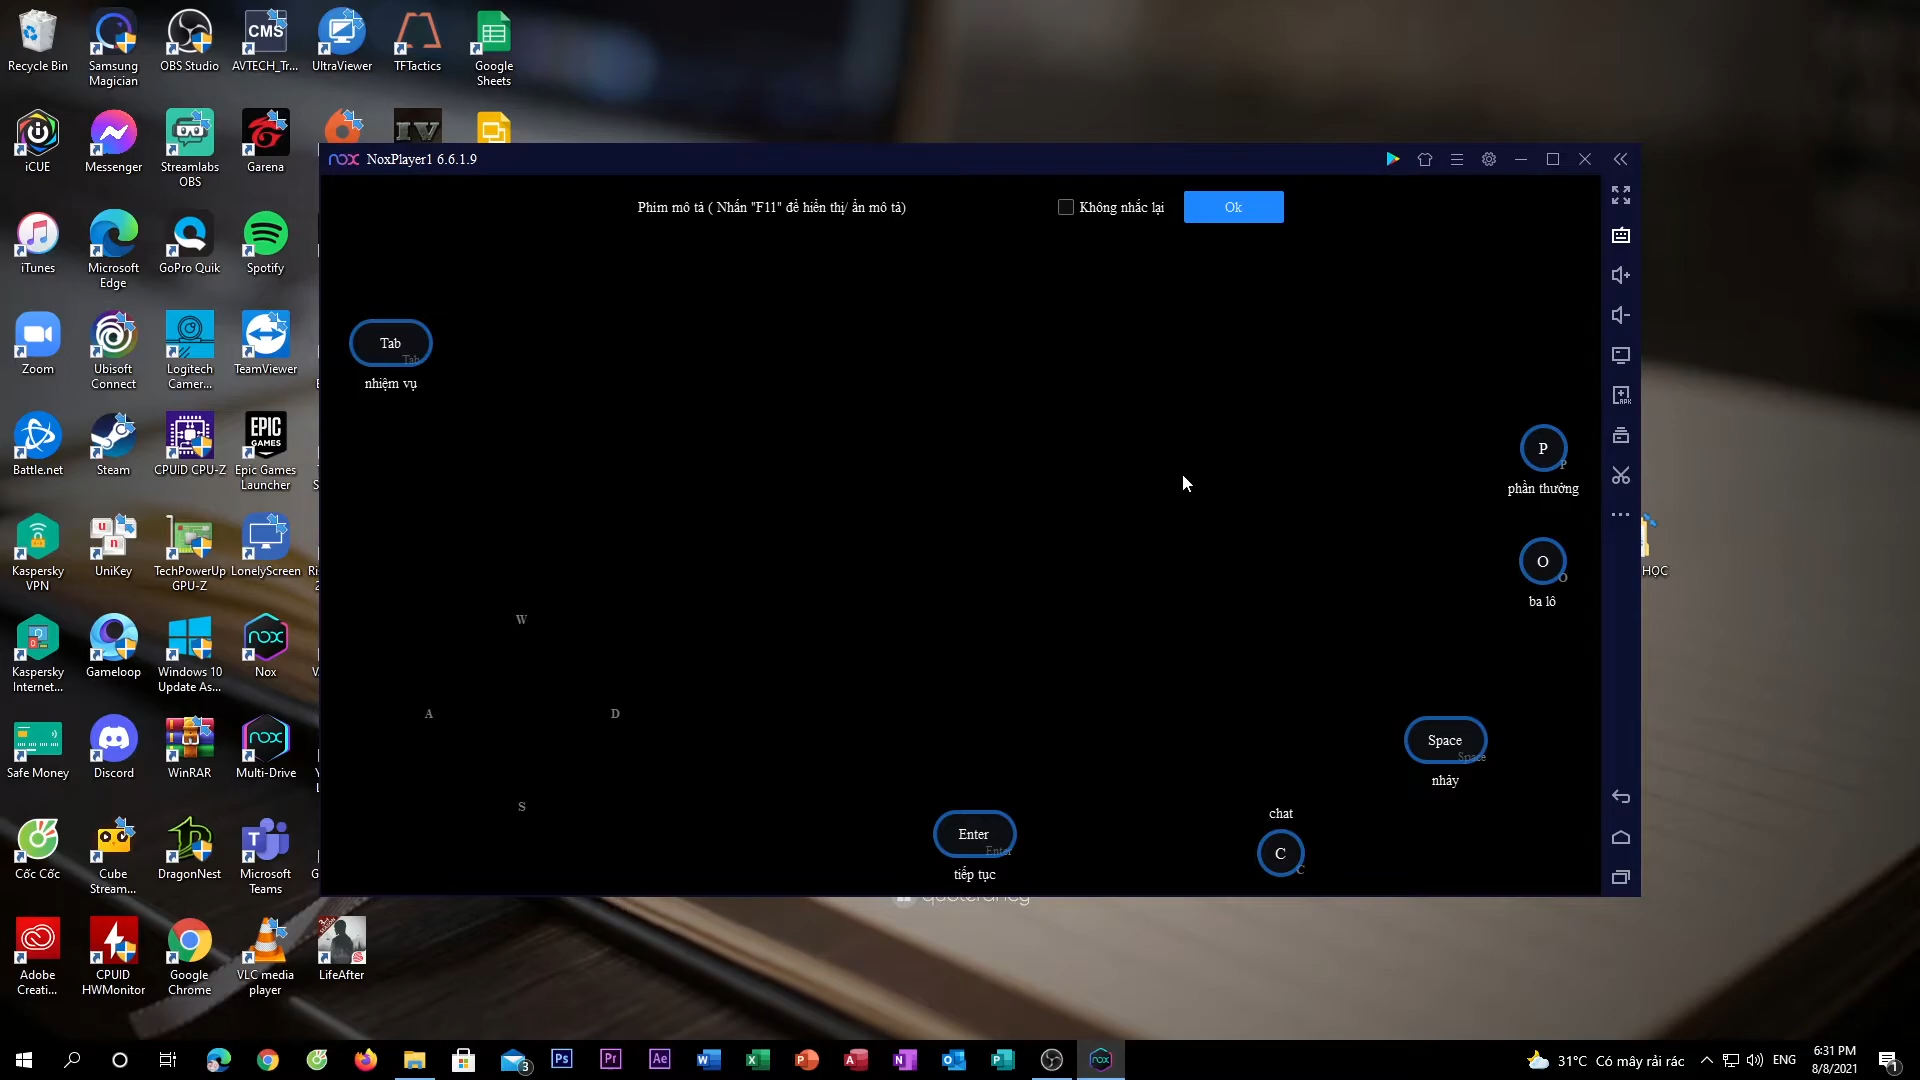 Recycle Bin
Samsung Magician
OBS Studio
AVTECH_Tr...
UltraViewer
TFTactics
Google Sheets
iCUE
Messenger
Streamlabs OBS
Garena
IV
NOX NoxPlayer1 6.6.1.9
Phím mô tả ( Nhấn "F11" để hiển thị/ ẩn mô tả)
Không nhắc lại
Ok
iTunes
Microsoft Edge
GoPro Quik
Spotify
Tab
Tab
nhiệm vụ
Zoom
Ubisoft Connect
Logitech Camer...
TeamViewer
Battle.net
Steam
CPUID CPU-Z
Epic Games Launcher
P
P
phần thưởng
Kaspersky VPN
UniKey
TechPowerUp GPU-Z
LonelyScreen
O
O
ba lô
HỌC
W
A
D
S
Kaspersky Internet...
Gameloop
Windows 10 Update As...
Nox
Safe Money
Discord
WinRAR
Multi-Drive
Space
Space
nhảy
Enter
Enter
tiếp tục
chat
C
C
Cốc Cốc
Cube Stream...
DragonNest
Microsoft Teams
Adobe Creati...
CPUID HWMonitor
Google Chrome
VLC media player
LifeAfter
31°C Có mây rải rác
ENG
6:31 PM
8/8/2021